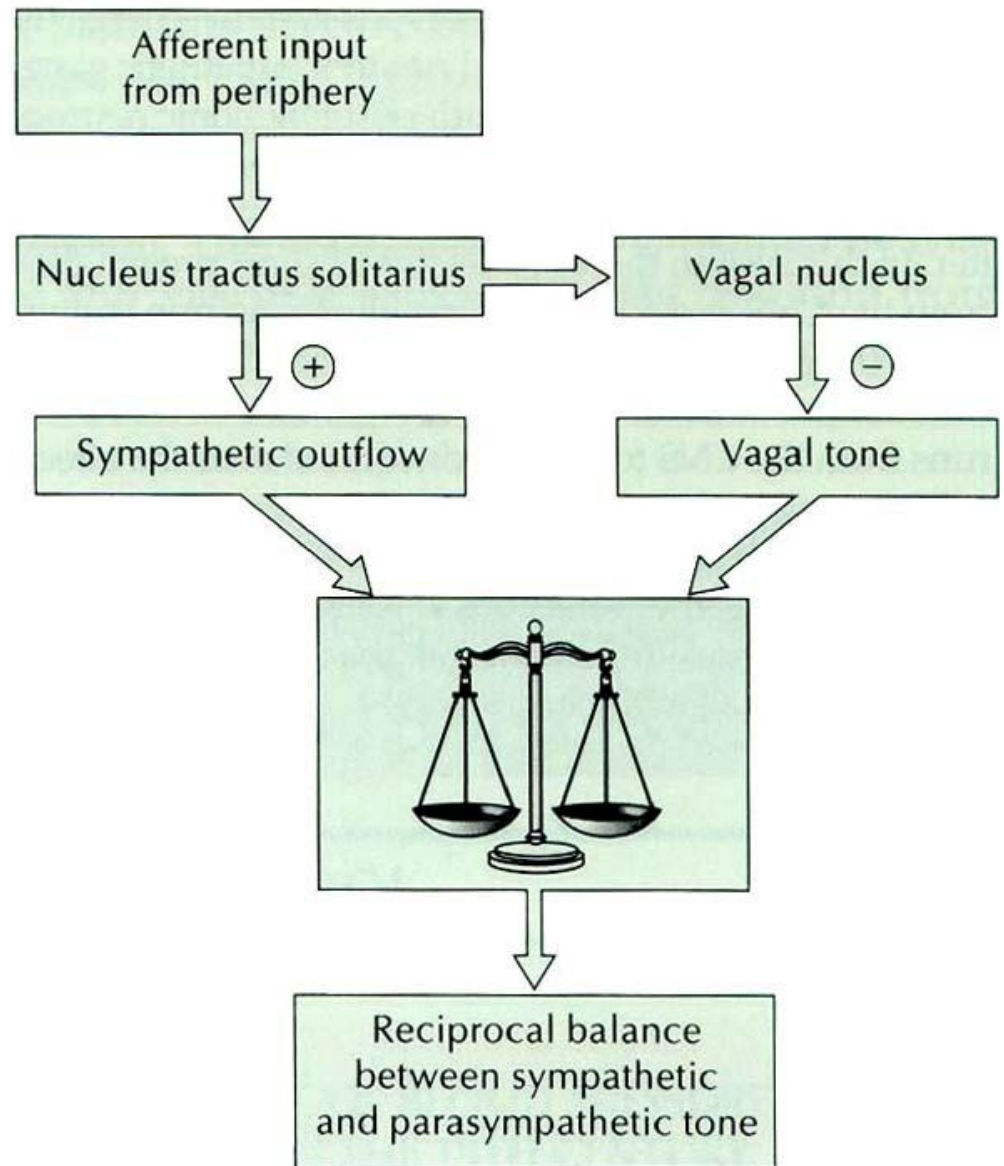 Afferent input
from periphery
Nucleus tractus solitarius
Vagal nucleus
+
−
Sympathetic outflow
Vagal tone
Reciprocal balance
between sympathetic
and parasympathetic tone